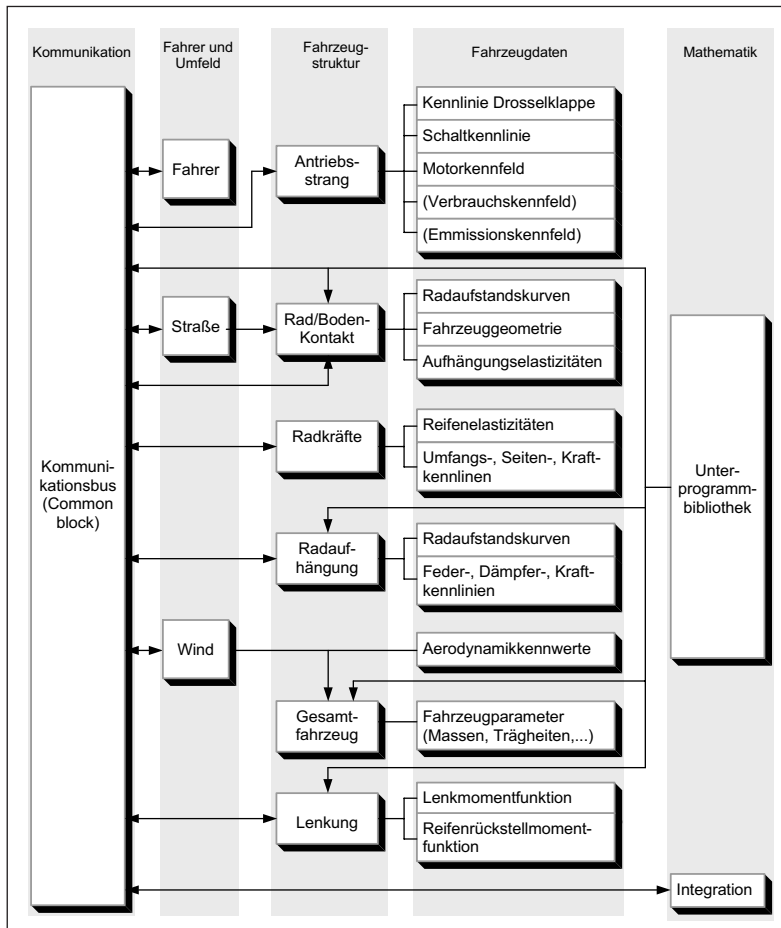 Kommunikation
Fahrer und
Umfeld
Fahrzeug-
struktur
Fahrzeugdaten
Mathematik
Kommuni-
kationsbus
(Common
block)
Fahrer
Antriebs-
strang
Kennlinie Drosselklappe
Schaltkennlinie
Motorkennfeld
(Verbrauchskennfeld)
(Emmissionskennfeld)
Straße
Rad/Boden-
Kontakt
Radaufstandskurven
Fahrzeuggeometrie
Aufhängungselastizitäten
Radkräfte
Reifenelastizitäten
Umfangs-, Seiten-, Kraft-
kennlinen
Unter-
programm-
bibliothek
Radauf-
hängung
Radaufstandskurven
Feder-, Dämpfer-, Kraft-
kennlinien
Wind
Aerodynamikkennwerte
Gesamt-
fahrzeug
Fahrzeugparameter
(Massen, Trägheiten,...)
Lenkung
Lenkmomentfunktion
Reifenrückstellmoment-
funktion
Integration